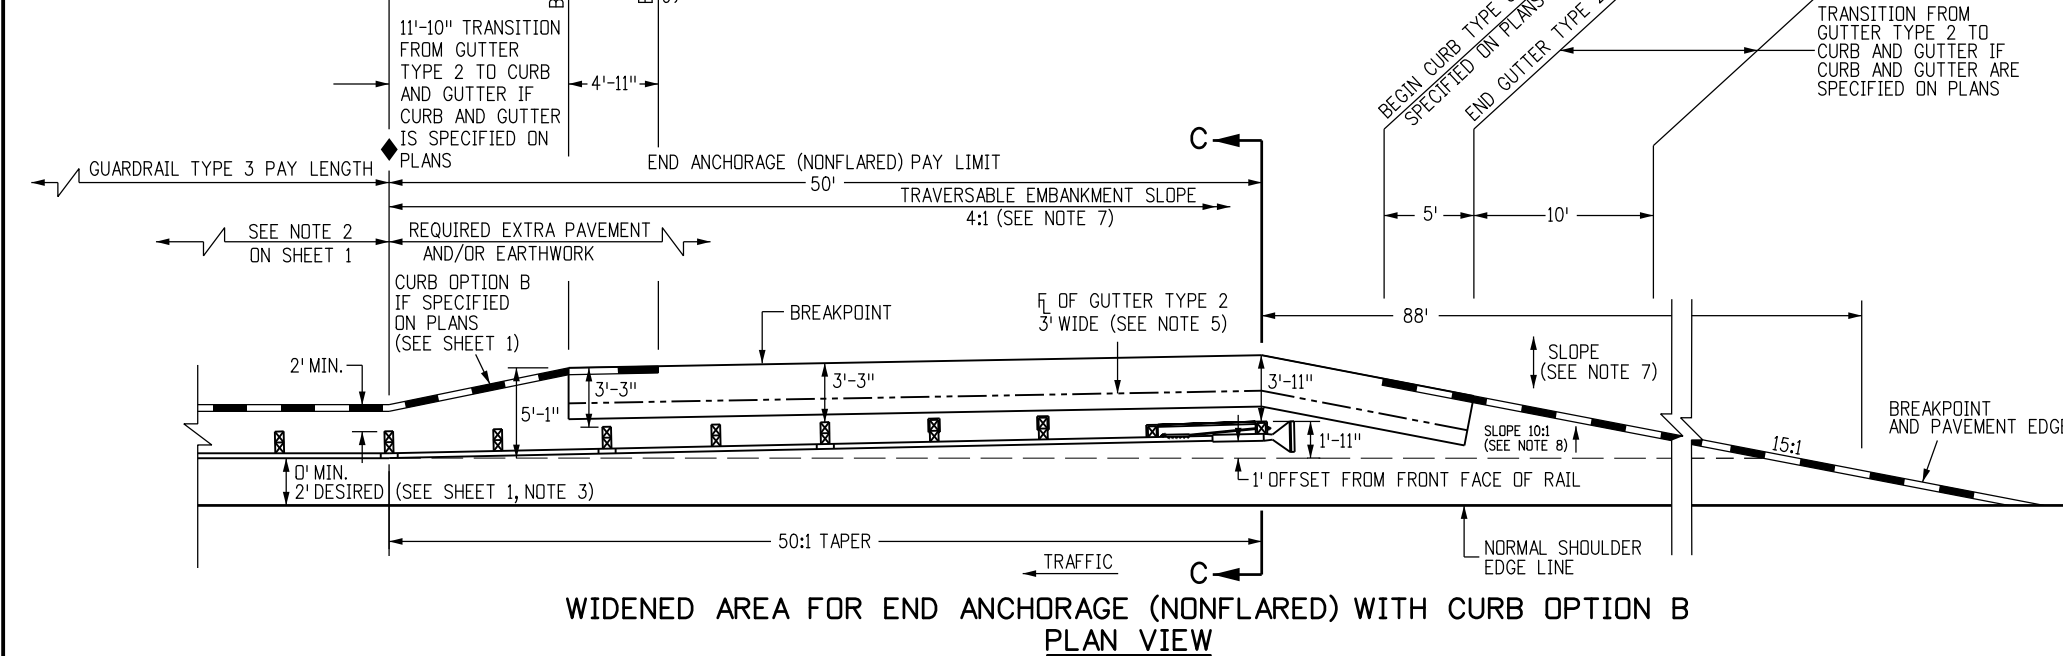 11'-10" TRANSITION
FROM GUTTER
TYPE 2 TO CURB
AND GUTTER IF
CURB AND GUTTER
IS SPECIFIED ON
PLANS
4'-11"
BEGIN CURB TYPE
SPECIFIED ON PLANS
END GUTTER TYPE 2
TRANSITION FROM
GUTTER TYPE 2 TO
CURB AND GUTTER IF
CURB AND GUTTER ARE
SPECIFIED ON PLANS
C
GUARDRAIL TYPE 3 PAY LENGTH
END ANCHORAGE (NONFLARED) PAY LIMIT
50'
TRAVERSABLE EMBANKMENT SLOPE
4:1 (SEE NOTE 7)
5'
10'
SEE NOTE 2
ON SHEET 1
REQUIRED EXTRA PAVEMENT
AND/OR EARTHWORK
CURB OPTION B
IF SPECIFIED
ON PLANS
(SEE SHEET 1)
BREAKPOINT
FL OF GUTTER TYPE 2
3' WIDE (SEE NOTE 5)
88'
SLOPE
(SEE NOTE 7)
2' MIN.
5'-1"
3'-3"
3'-3"
3'-11"
1'-11"
SLOPE 10:1
(SEE NOTE 8)
15:1
BREAKPOINT
AND PAVEMENT EDGE
0' MIN.
2' DESIRED (SEE SHEET 1, NOTE 3)
1' OFFSET FROM FRONT FACE OF RAIL
50:1 TAPER
NORMAL SHOULDER
EDGE LINE
TRAFFIC
C
WIDENED AREA FOR END ANCHORAGE (NONFLARED) WITH CURB OPTION B
PLAN VIEW